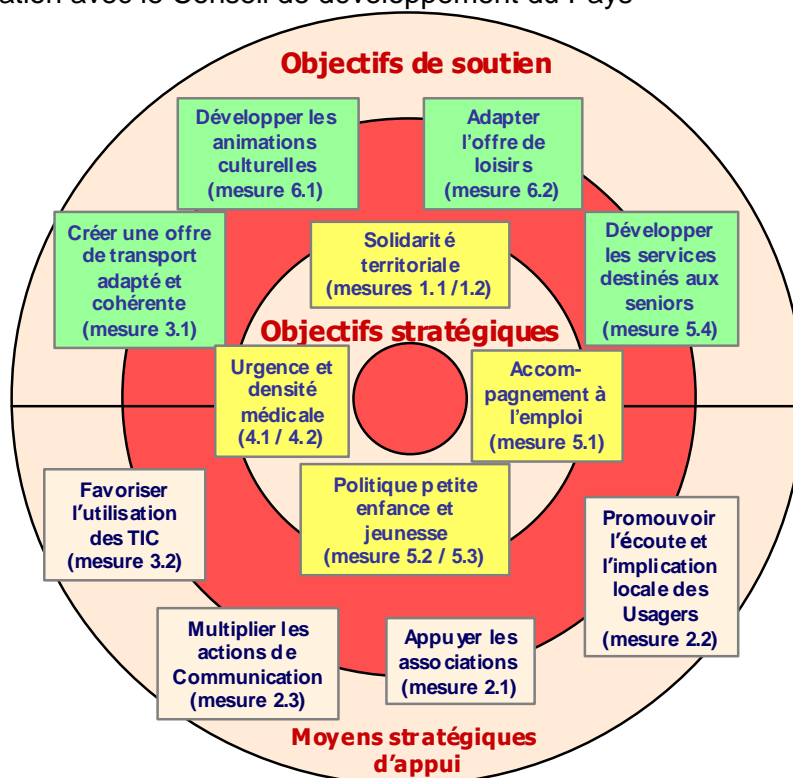 ation avec le Conseil de développement du Pays
Objectifs de soutien
Développer les
animations
culturelles
(mesure 6.1)
Adapter
l'offre de
loisirs
(mesure 6.2)
Créer une offre
de transport
adapté et
cohérente
(mesure 3.1)
Solidarité
territoriale
(mesures 1.1 /1.2)
Développer
les services
destinés aux
seniors
(mesure 5.4)
Objectifs stratégiques
Urgence et
densité
médicale
(4.1 / 4.2)
Accom-
pagnement à
l'emploi
(mesure 5.1)
Politique petite
enfance et
jeunesse
(mesure 5.2 / 5.3)
Favoriser
l'utilisation
des TIC
(mesure 3.2)
Promouvoir
l'écoute et
l'implication
locale des
Usagers
(mesure 2.2)
Multiplier les
actions de
Communication
(mesure 2.3)
Appuyer les
associations
(mesure 2.1)
Moyens stratégiques
d'appui